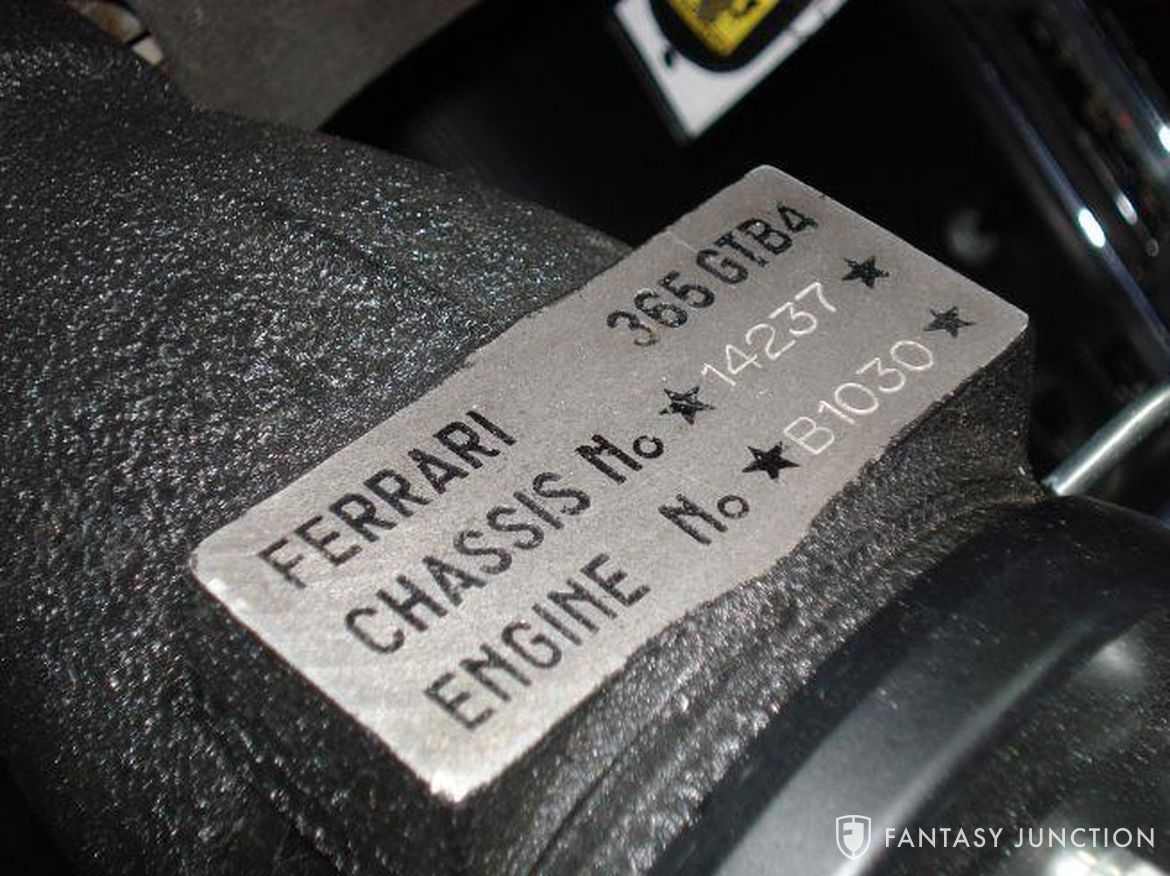 FERRARI 365 GTB4
CHASSIS No ★ 14237 ★
ENGINE No ★ B1030 ★
FANTASY JUNCTION